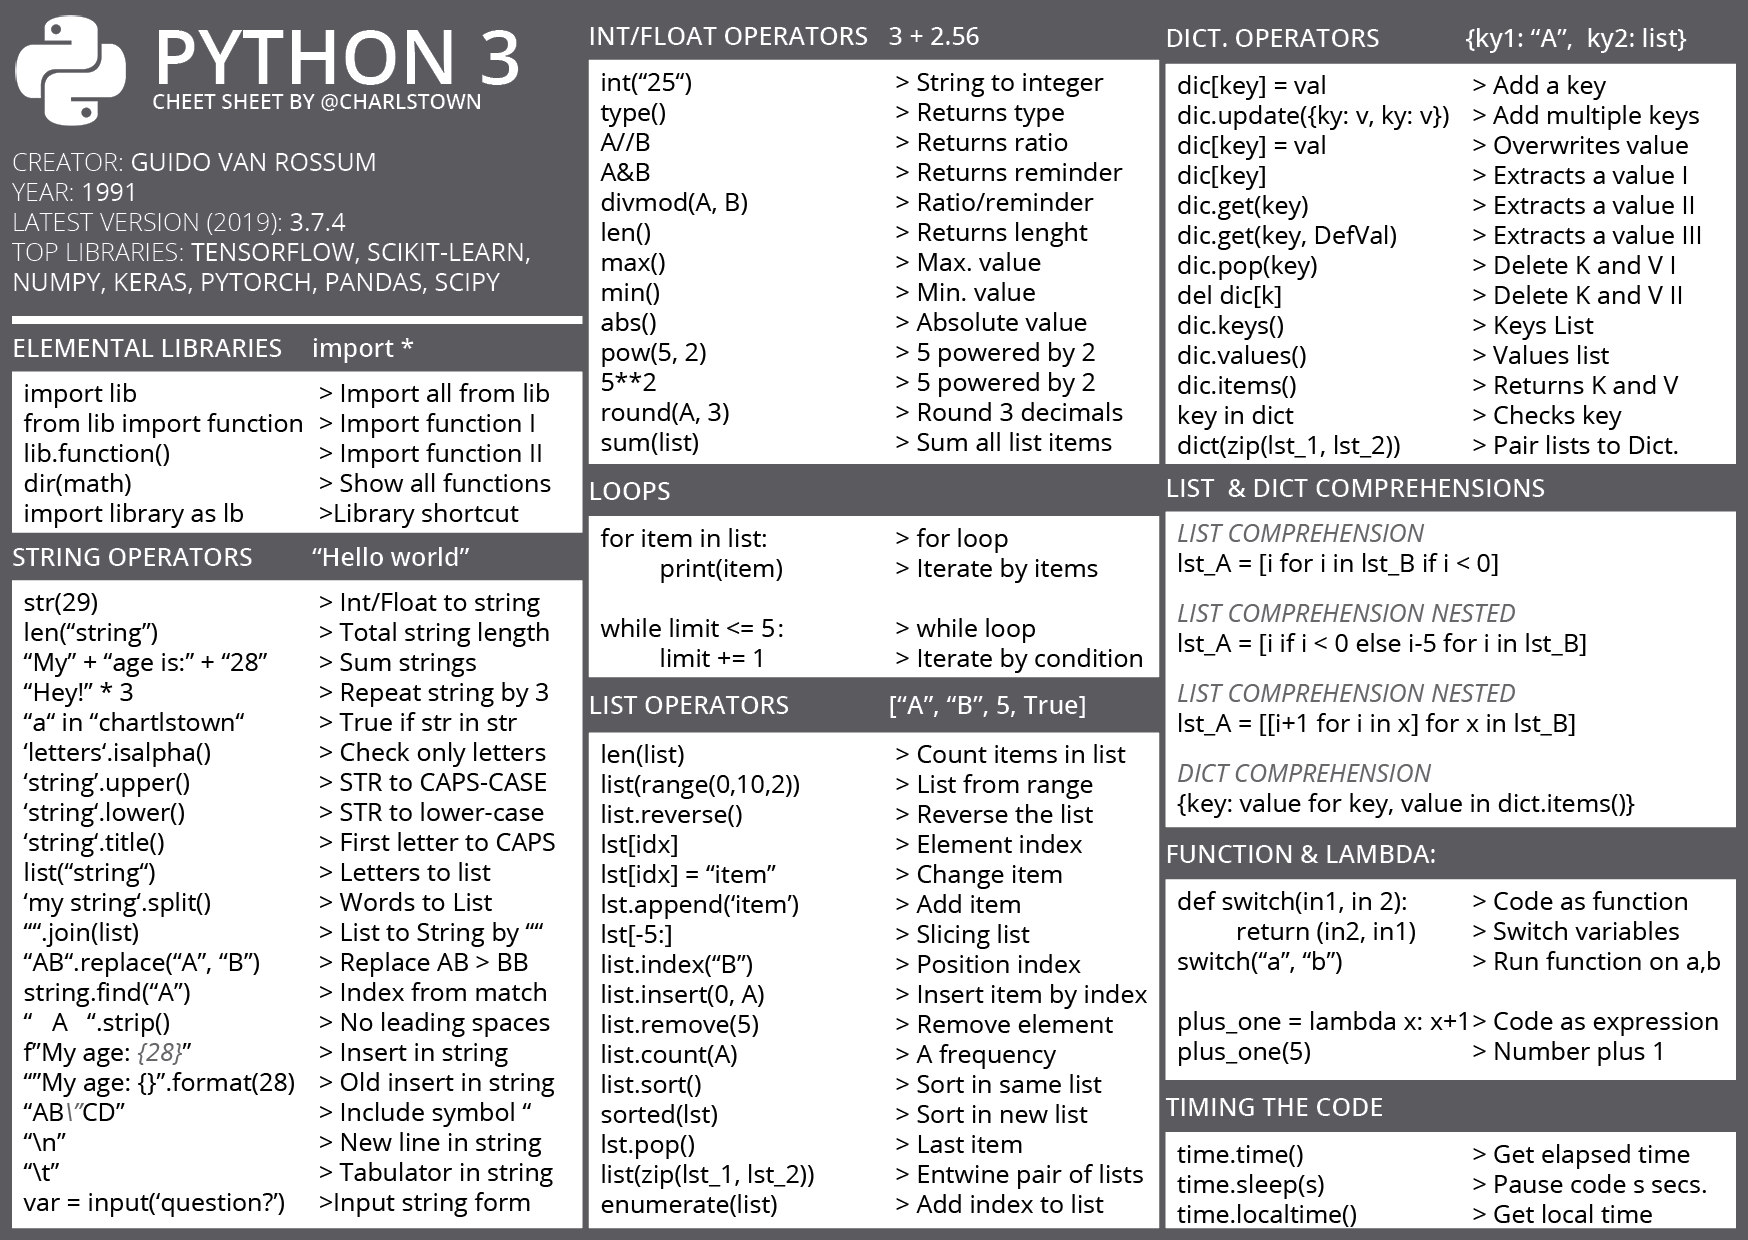 PYTHON 3
CHEET SHEET BY @CHARLSTOWN
CREATOR: GUIDO VAN ROSSUM
YEAR: 1991
LATEST VERSION (2019): 3.7.4
TOP LIBRARIES: TENSORFLOW, SCIKIT-LEARN,
NUMPY, KERAS, PYTORCH, PANDAS, SCIPY
ELEMENTAL LIBRARIES import *
import lib > Import all from lib
from lib import function > Import function I
lib.function() > Import function II
dir(math) > Show all functions
import library as lb >Library shortcut
STRING OPERATORS “Hello world”
str(29) > Int/Float to string
len(“string”) > Total string length
“My” + “age is:” + “28” > Sum strings
“Hey!” * 3 > Repeat string by 3
“a“ in “chartlstown“ > True if str in str
‘letters‘.isalpha() > Check only letters
‘string’.upper() > STR to CAPS-CASE
‘string‘.lower() > STR to lower-case
‘string‘.title() > First letter to CAPS
list(“string“) > Letters to list
‘my string‘.split() > Words to List
““.join(list) > List to String by ““
“AB“.replace(“A”, “B”) > Replace AB > BB
string.find(“A”) > Index from match
“ A “.strip() > No leading spaces
f”My age: {28}” > Insert in string
“”My age: {}”.format(28) > Old insert in string
“AB\”CD” > Include symbol “
“\n” > New line in string
“\t” > Tabulator in string
var = input(‘question?’) >Input string form
INT/FLOAT OPERATORS 3 + 2.56
int(“25“) > String to integer
type() > Returns type
A//B > Returns ratio
A&B > Returns reminder
divmod(A, B) > Ratio/reminder
len() > Returns lenght
max() > Max. value
min() > Min. value
abs() > Absolute value
pow(5, 2) > 5 powered by 2
5**2 > 5 powered by 2
round(A, 3) > Round 3 decimals
sum(list) > Sum all list items
LOOPS
for item in list: > for loop
print(item) > Iterate by items
while limit <= 5: > while loop
limit += 1 > Iterate by condition
LIST OPERATORS [“A”, “B”, 5, True]
len(list) > Count items in list
list(range(0,10,2)) > List from range
list.reverse() > Reverse the list
lst[idx] > Element index
lst[idx] = “item” > Change item
lst.append(‘item’) > Add item
lst[-5:] > Slicing list
list.index(“B”) > Position index
list.insert(0, A) > Insert item by index
list.remove(5) > Remove element
list.count(A) > A frequency
list.sort() > Sort in same list
sorted(lst) > Sort in new list
lst.pop() > Last item
list(zip(lst_1, lst_2)) > Entwine pair of lists
enumerate(list) > Add index to list
DICT. OPERATORS {ky1: “A”, ky2: list}
dic[key] = val > Add a key
dic.update({ky: v, ky: v}) > Add multiple keys
dic[key] = val > Overwrites value
dic[key] > Extracts a value I
dic.get(key) > Extracts a value II
dic.get(key, DefVal) > Extracts a value III
dic.pop(key) > Delete K and V I
del dic[k] > Delete K and V II
dic.keys() > Keys List
dic.values() > Values list
dic.items() > Returns K and V
key in dict > Checks key
dict(zip(lst_1, lst_2)) > Pair lists to Dict.
LIST & DICT COMPREHENSIONS
LIST COMPREHENSION
lst_A = [i for i in lst_B if i < 0]
LIST COMPREHENSION NESTED
lst_A = [i if i < 0 else i-5 for i in lst_B]
LIST COMPREHENSION NESTED
lst_A = [[i+1 for i in x] for x in lst_B]
DICT COMPREHENSION
{key: value for key, value in dict.items()}
FUNCTION & LAMBDA:
def switch(in1, in 2): > Code as function
return (in2, in1) > Switch variables
switch(“a”, “b”) > Run function on a,b
plus_one = lambda x: x+1 > Code as expression
plus_one(5) > Number plus 1
TIMING THE CODE
time.time() > Get elapsed time
time.sleep(s) > Pause code s secs.
time.localtime() > Get local time